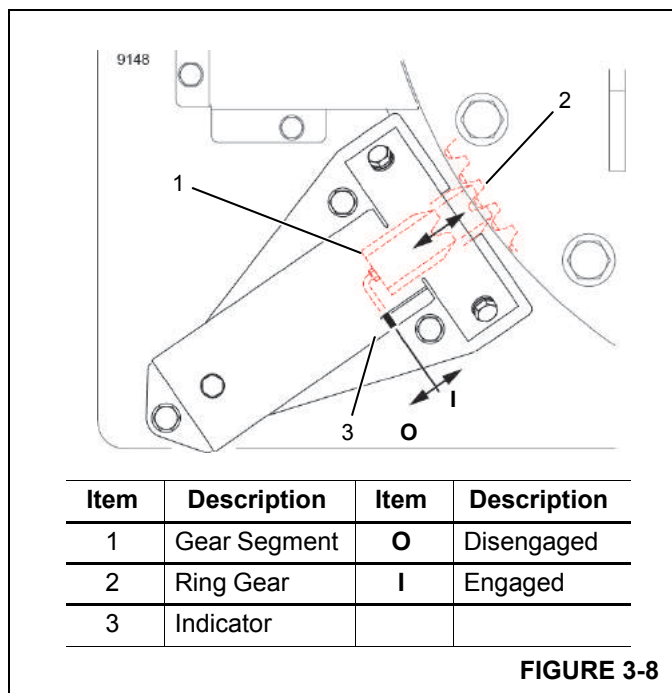 9148
2
1
I
3
O
Item Description Item Description
1 Gear Segment O Disengaged
2 Ring Gear I Engaged
3 Indicator
FIGURE 3-8